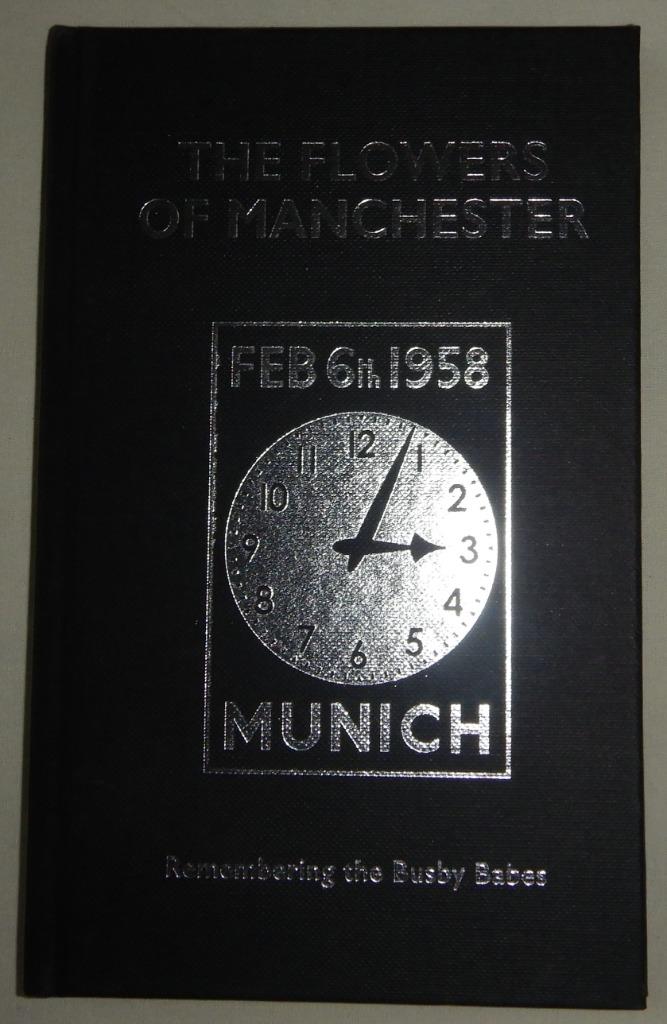 THE FLOWERS
OF MANCHESTER
FEB 6th 1958
12
11 1
10 2
9 3
8 4
7 5
6
MUNICH
Remembering the Busby Babes